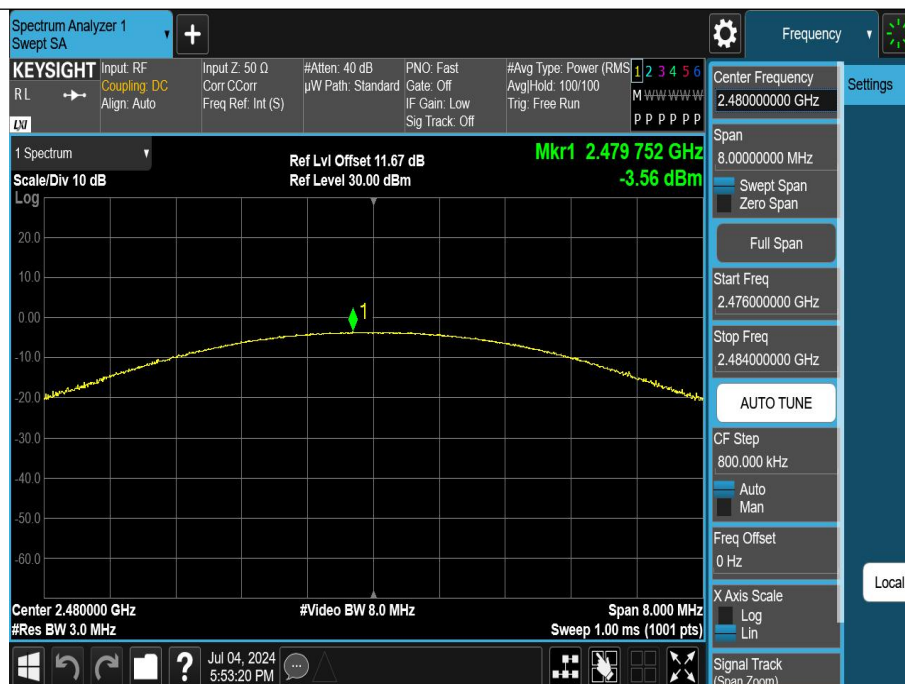 Spectrum Analyzer 1
Swept SA
Frequency
KEYSIGHT
RL
LXI
Input: RF
Coupling: DC
Align: Auto
Input Z: 50 Ω
Corr CCorr
Freq Ref: Int (S)
#Atten: 40 dB
µW Path: Standard
PNO: Fast
Gate: Off
IF Gain: Low
Sig Track: Off
#Avg Type: Power (RMS
Avg|Hold: 100/100
Trig: Free Run
1 2 3 4 5 6
M W W W W W
P P P P P P
1 Spectrum
Scale/Div 10 dB
Log
Ref Lvl Offset 11.67 dB
Ref Level 30.00 dBm
Mkr1 2.479 752 GHz
-3.56 dBm
20.0
10.0
0.00
-10.0
-20.0
-30.0
-40.0
-50.0
-60.0
1
Center 2.480000 GHz
#Res BW 3.0 MHz
#Video BW 8.0 MHz
Span 8.000 MHz
Sweep 1.00 ms (1001 pts)
Center Frequency
2.480000000 GHz
Settings
Span
8.00000000 MHz
Swept Span
Zero Span
Full Span
Start Freq
2.476000000 GHz
Stop Freq
2.484000000 GHz
AUTO TUNE
CF Step
800.000 kHz
Auto
Man
Freq Offset
0 Hz
Local
X Axis Scale
Log
Lin
Signal Track
(Span Zoom)
?
Jul 04, 2024
5:53:20 PM